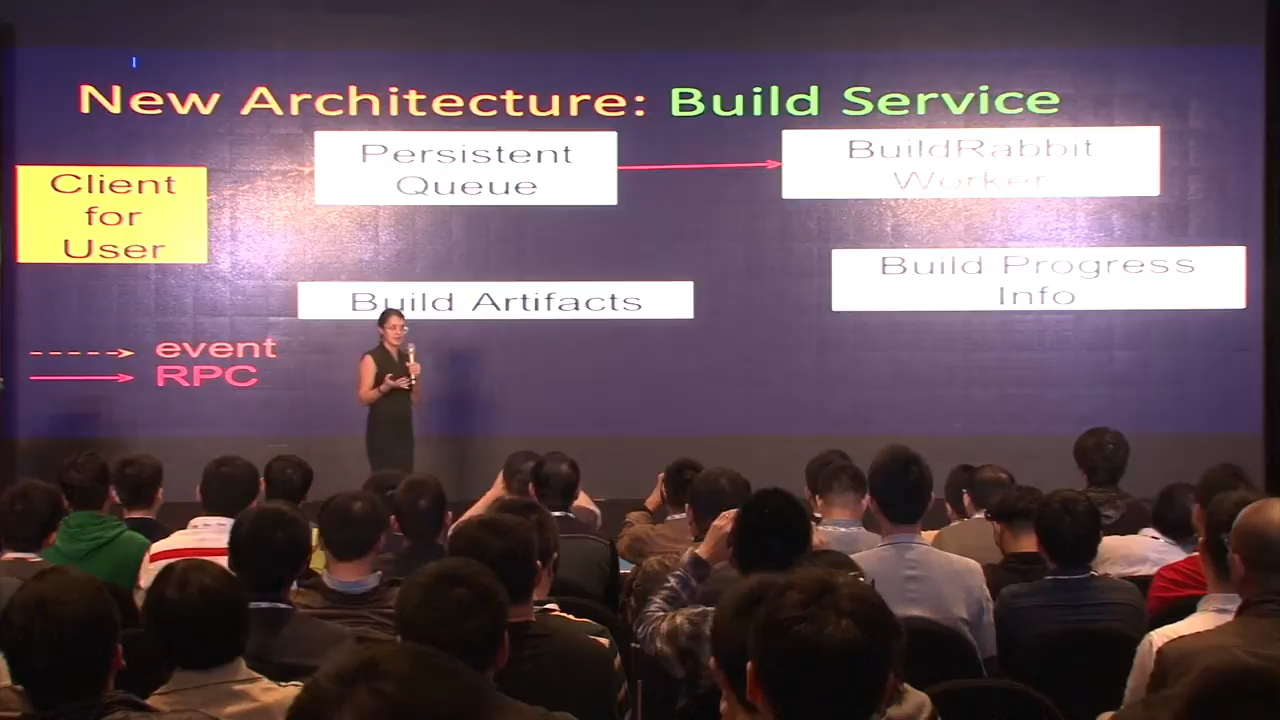 New Architecture: Build Service
Persistent
Queue
BuildRabbit
Worker
Client
for
User
Build Progress
Info
Build Artifacts
event
RPC